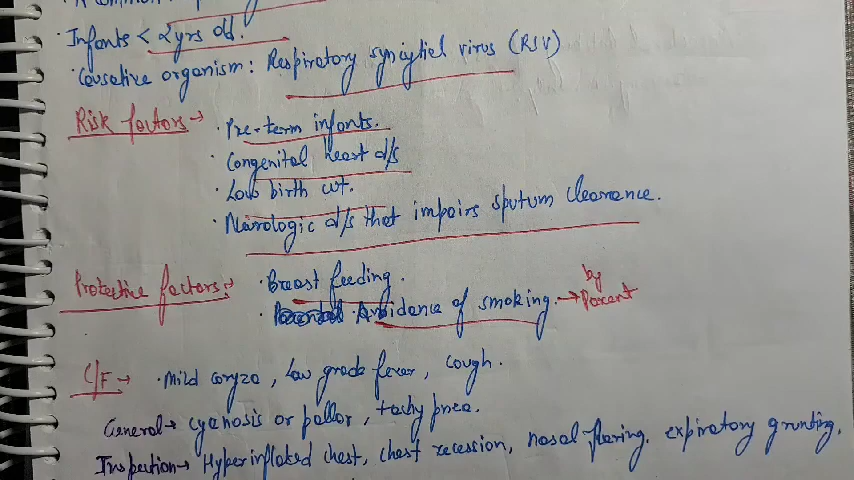 A common
Infants < 2yrs old.
Causative organism: Respiratory syncytiel virus (RSV)
Risk factors → · Pre-term infants.
· Congenital heart d/s
· Low birth wt.
· Neurologic d/s that impairs sputum clearance.
Protective factors:- · Breast feeding.
· Avoidance of smoking. → by Parent
C/F → · Mild coryza, low grade fever, cough.
General → cyanosis or pallor, tachypnea.
Inspection → Hyperinflated chest, chest recession, nasal flaring, expiratory grunting,